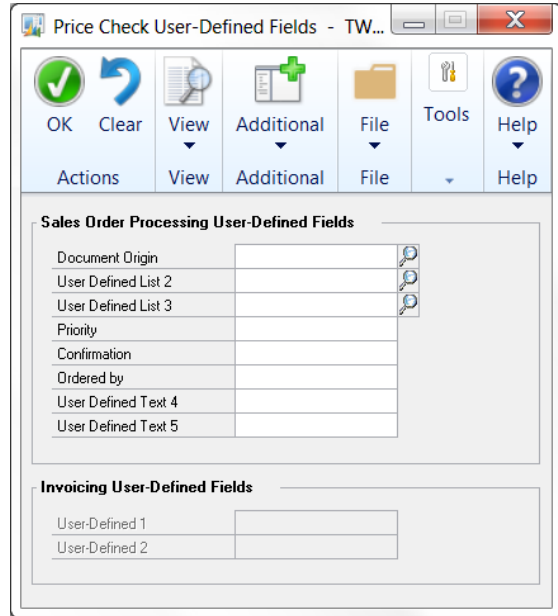 Price Check User-Defined Fields - TW...
OK Clear View Additional File Tools Help
Actions View Additional File Help
Sales Order Processing User-Defined Fields
Document Origin
User Defined List 2
User Defined List 3
Priority
Confirmation
Ordered by
User Defined Text 4
User Defined Text 5
Invoicing User-Defined Fields
User-Defined 1
User-Defined 2